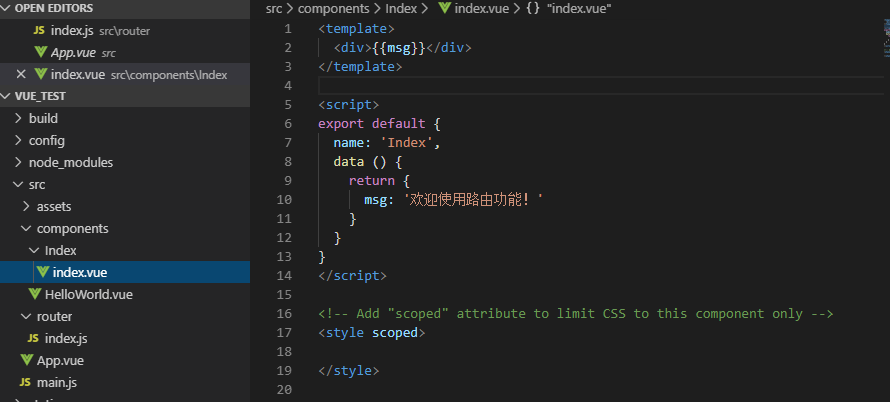 OPEN EDITORS
JS index.js src\router
App.vue src
index.vue src\components\Index
VUE_TEST
build
config
node_modules
src
assets
components
Index
index.vue
HelloWorld.vue
router
JS index.js
App.vue
JS main.js
src > components > Index > index.vue > {} "index.vue"
1 <template>
2 <div>{{msg}}</div>
3 </template>
4
5 <script>
6 export default {
7 name: 'Index',
8 data () {
9 return {
10 msg: '欢迎使用路由功能！'
11 }
12 }
13 }
14 </script>
15
16 <!-- Add "scoped" attribute to limit CSS to this component only -->
17 <style scoped>
18
19 </style>
20